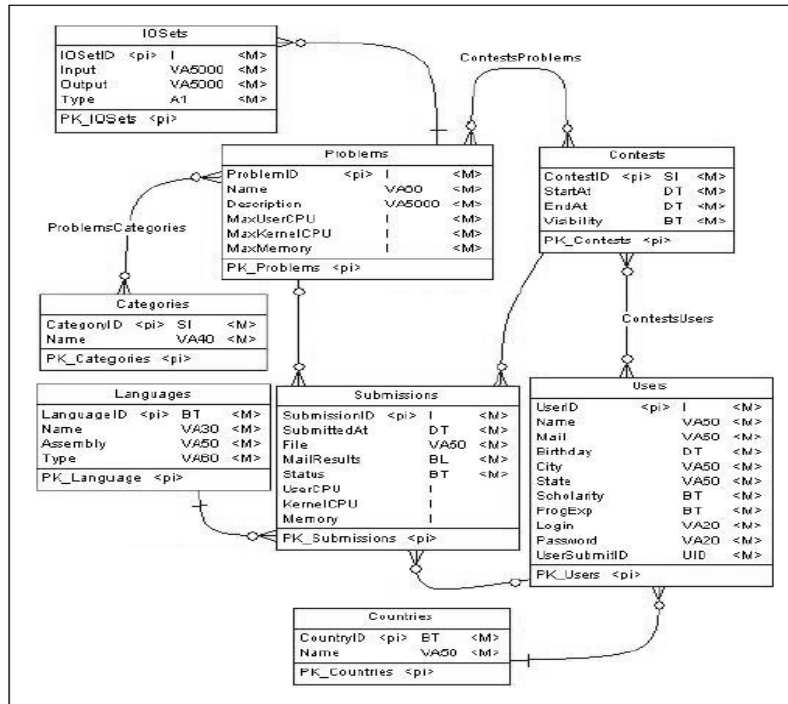 IOSets
IOSetID <pi> I <M>
Input VA5000 <M>
Output VA5000 <M>
Type A1 <M>
PK_IOSets <pi>
ContestsProblems
Problems
ProblemID <pi> I <M>
Name VA60 <M>
Description VA5000 <M>
MaxUserCPU I <M>
MaxKernelCPU I <M>
MaxMemory I <M>
PK_Problems <pi>
Contests
ContestID <pi> SI <M>
StartAt DT <M>
EndAt DT <M>
Visibility BT <M>
PK_Contests <pi>
ProblemsCategories
Categories
CategoryID <pi> SI <M>
Name VA40 <M>
PK_Categories <pi>
ContestsUsers
Languages
LanguageID <pi> BT <M>
Name VA30 <M>
Assembly VA50 <M>
Type VA60 <M>
PK_Language <pi>
Submissions
SubmissionID <pi> I <M>
SubmittedAt DT <M>
File VA50 <M>
MailResults BL <M>
Status BT <M>
UserCPU I
KernelCPU I
Memory I
PK_Submissions <pi>
Users
UserID <pi> I <M>
Name VA50 <M>
Mail VA50 <M>
Birthday DT <M>
City VA50 <M>
State VA50 <M>
Scholarity BT <M>
ProgExp BT <M>
Login VA20 <M>
Password VA20 <M>
UserSubmitID UID <M>
PK_Users <pi>
Countries
CountryID <pi> BT <M>
Name VA50 <M>
PK_Countries <pi>